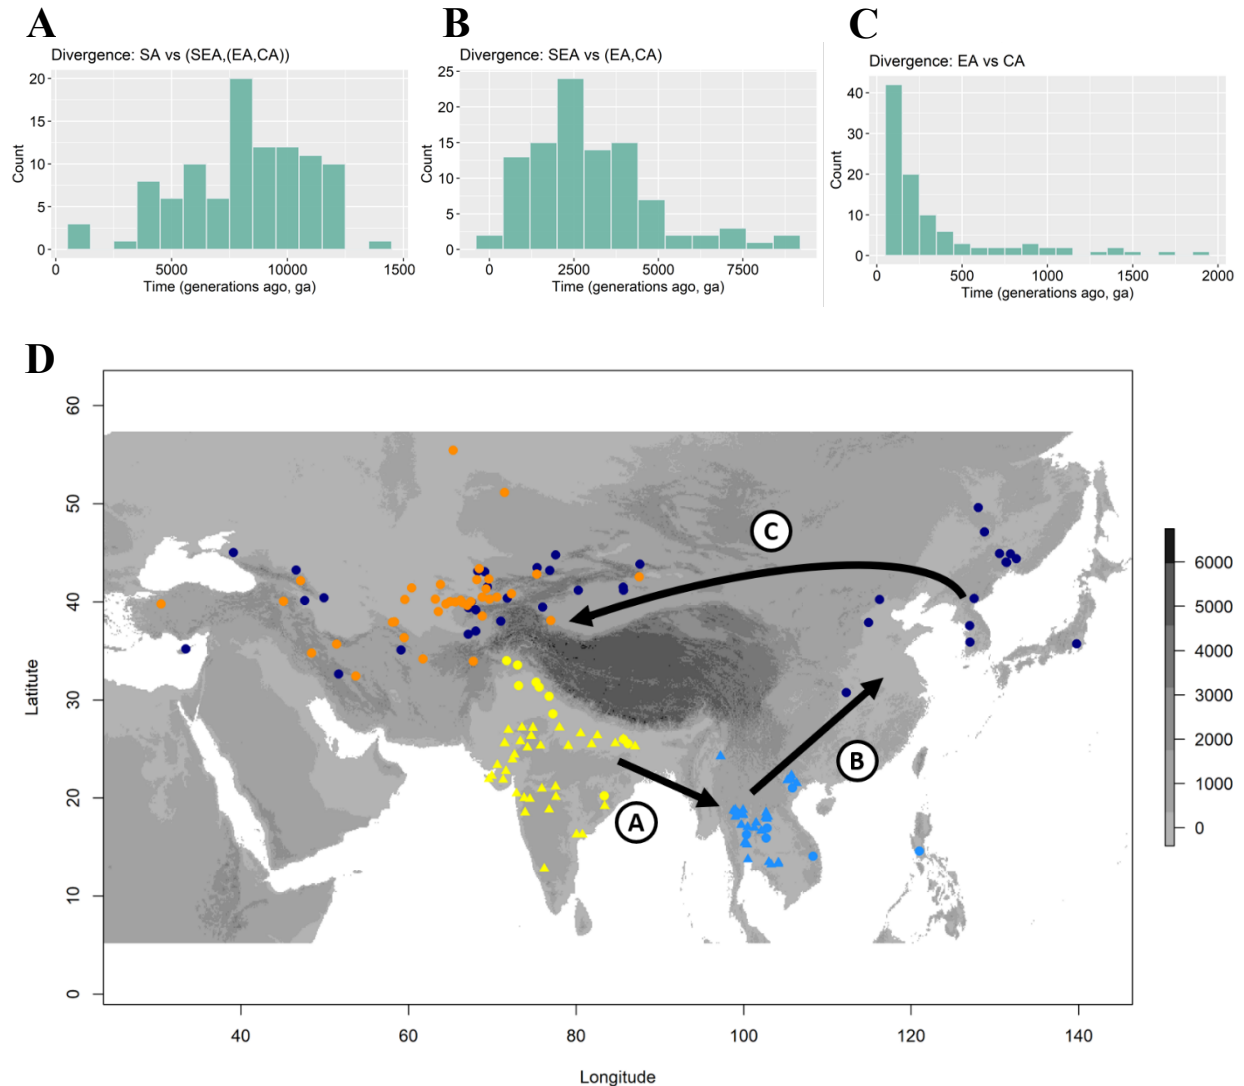 A
B
C
Divergence: SA vs (SEA,(EA,CA))
Divergence: SEA vs (EA,CA)
Divergence: EA vs CA
20
15
10
5
0
Count
0
5000
10000
1500
Time (generations ago, ga)
25
20
15
10
5
0
Count
0
2500
5000
7500
Time (generations ago, ga)
40
30
20
10
0
Count
0
500
1000
1500
2000
Time (generations ago, ga)
D
60
50
40
30
20
10
0
Latitude
C
B
A
40
60
80
100
120
140
Longitude
6000
5000
4000
3000
2000
1000
0